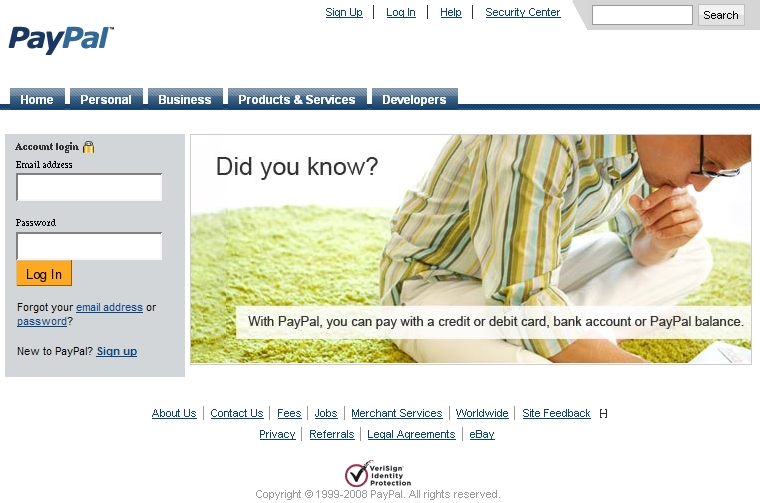 Sign Up Log In Help Security Center Search
PayPal™
Home Personal Business Products & Services Developers
Account login
Email address
Password
Log In
Forgot your email address or
password?
New to PayPal? Sign up
Did you know?
With PayPal, you can pay with a credit or debit card, bank account or PayPal balance.
About Us Contact Us Fees Jobs Merchant Services Worldwide Site Feedback [-]
Privacy Referrals Legal Agreements eBay
VeriSign
Identity
Protection
Copyright © 1999-2008 PayPal. All rights reserved.